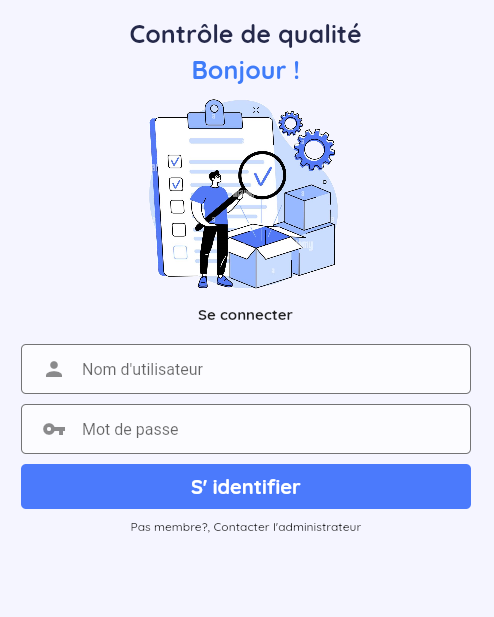 Contrôle de qualité
Bonjour !
Se connecter
Nom d'utilisateur
Mot de passe
S' identifier
Pas membre?, Contacter l'administrateur